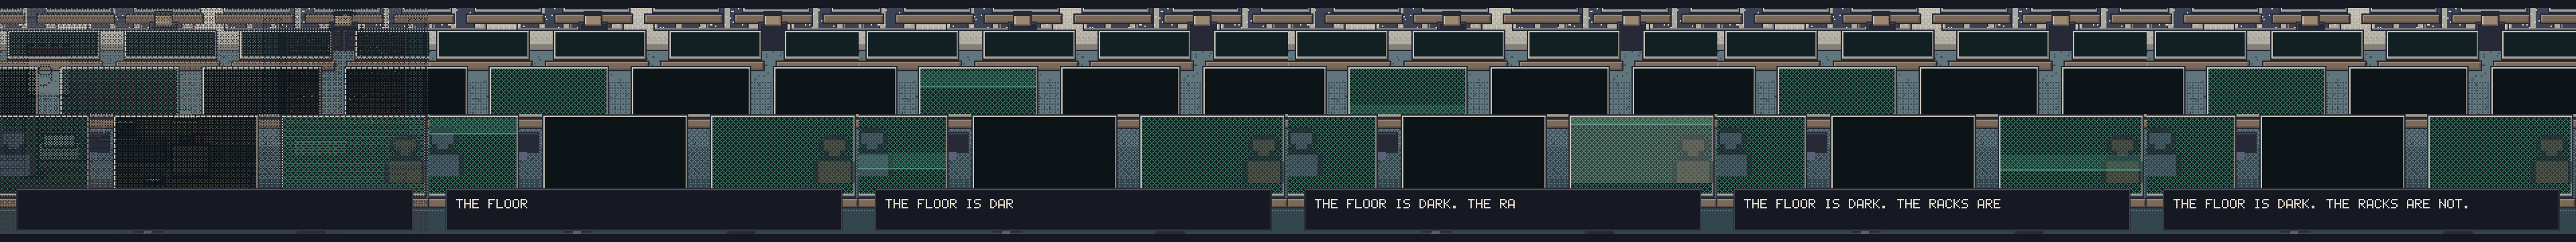 THE FLOOR
THE FLOOR IS DAR
THE FLOOR IS DARK. THE RA
THE FLOOR IS DARK. THE RACKS ARE
THE FLOOR IS DARK. THE RACKS ARE NOT.